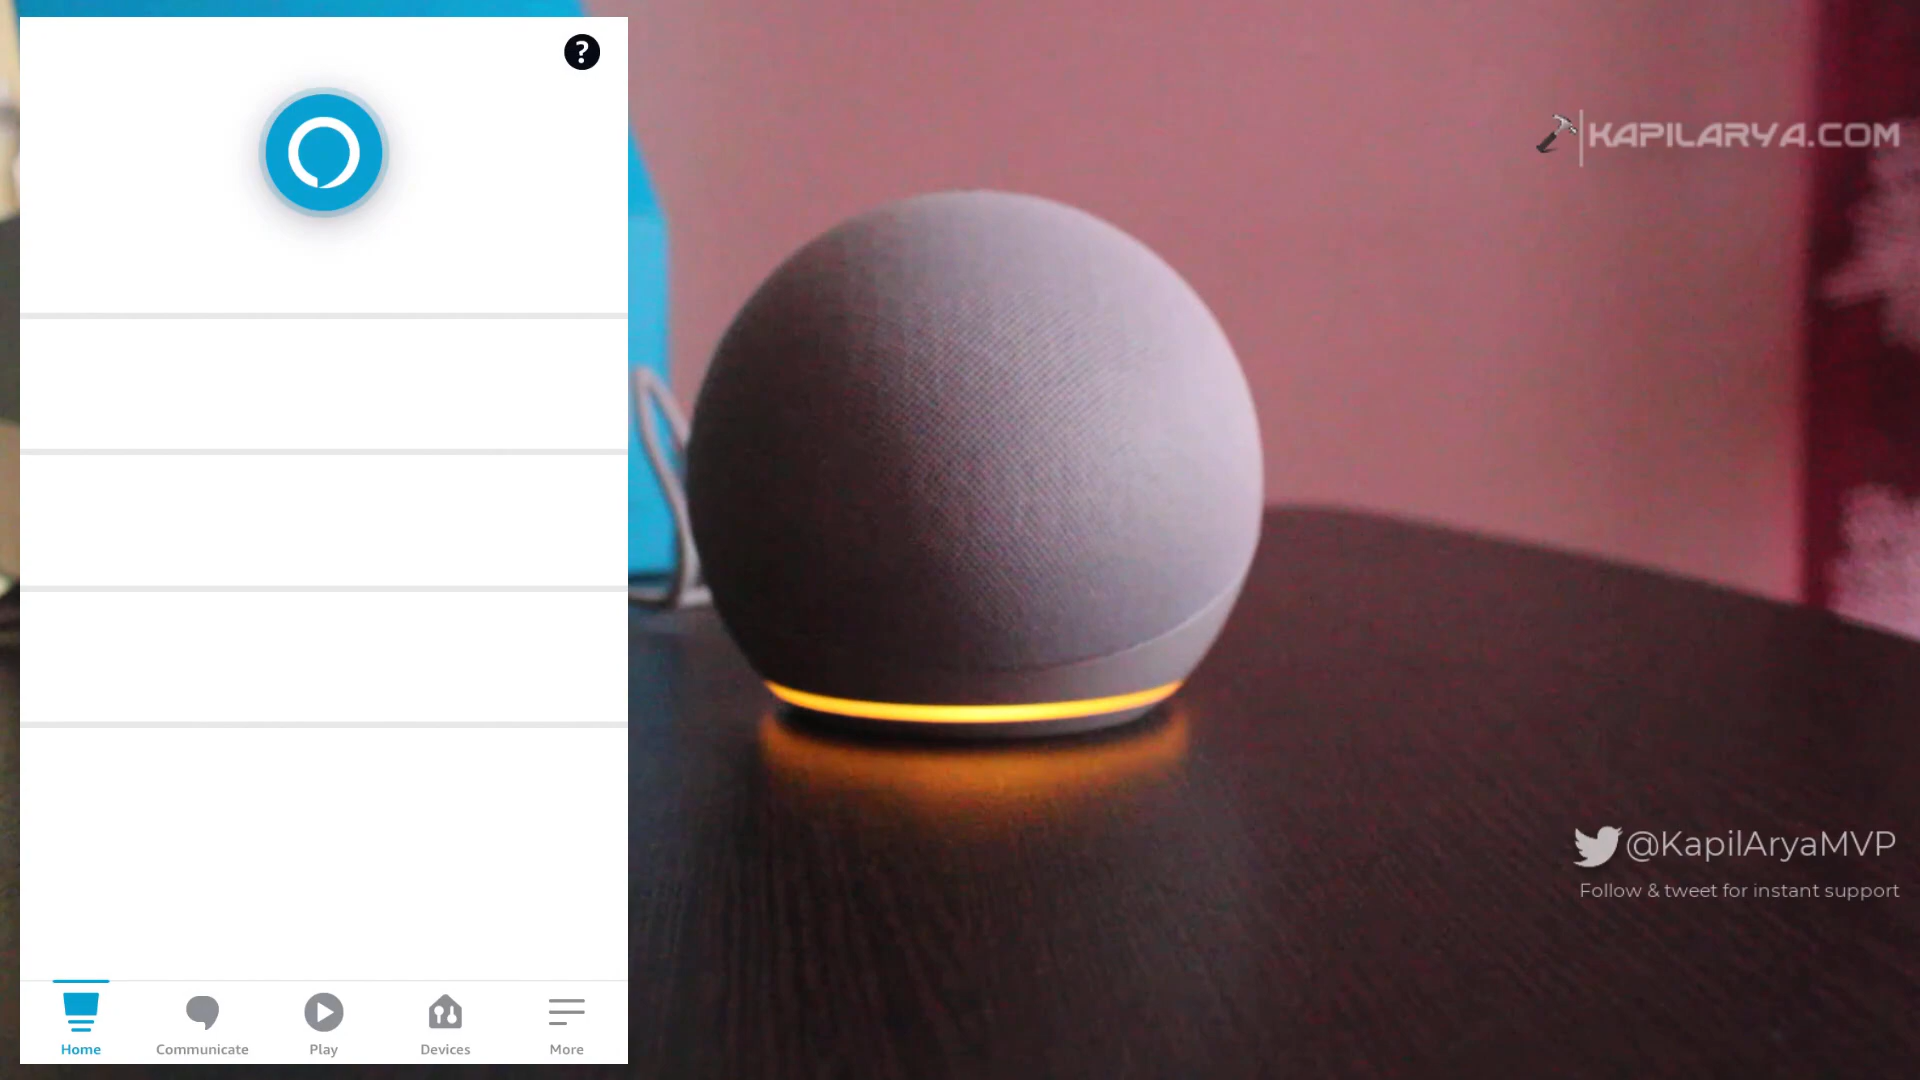 ?
KAPILARYA.COM
@KapilAryaMVP
Follow & tweet for instant support
Home
Communicate
Play
Devices
More